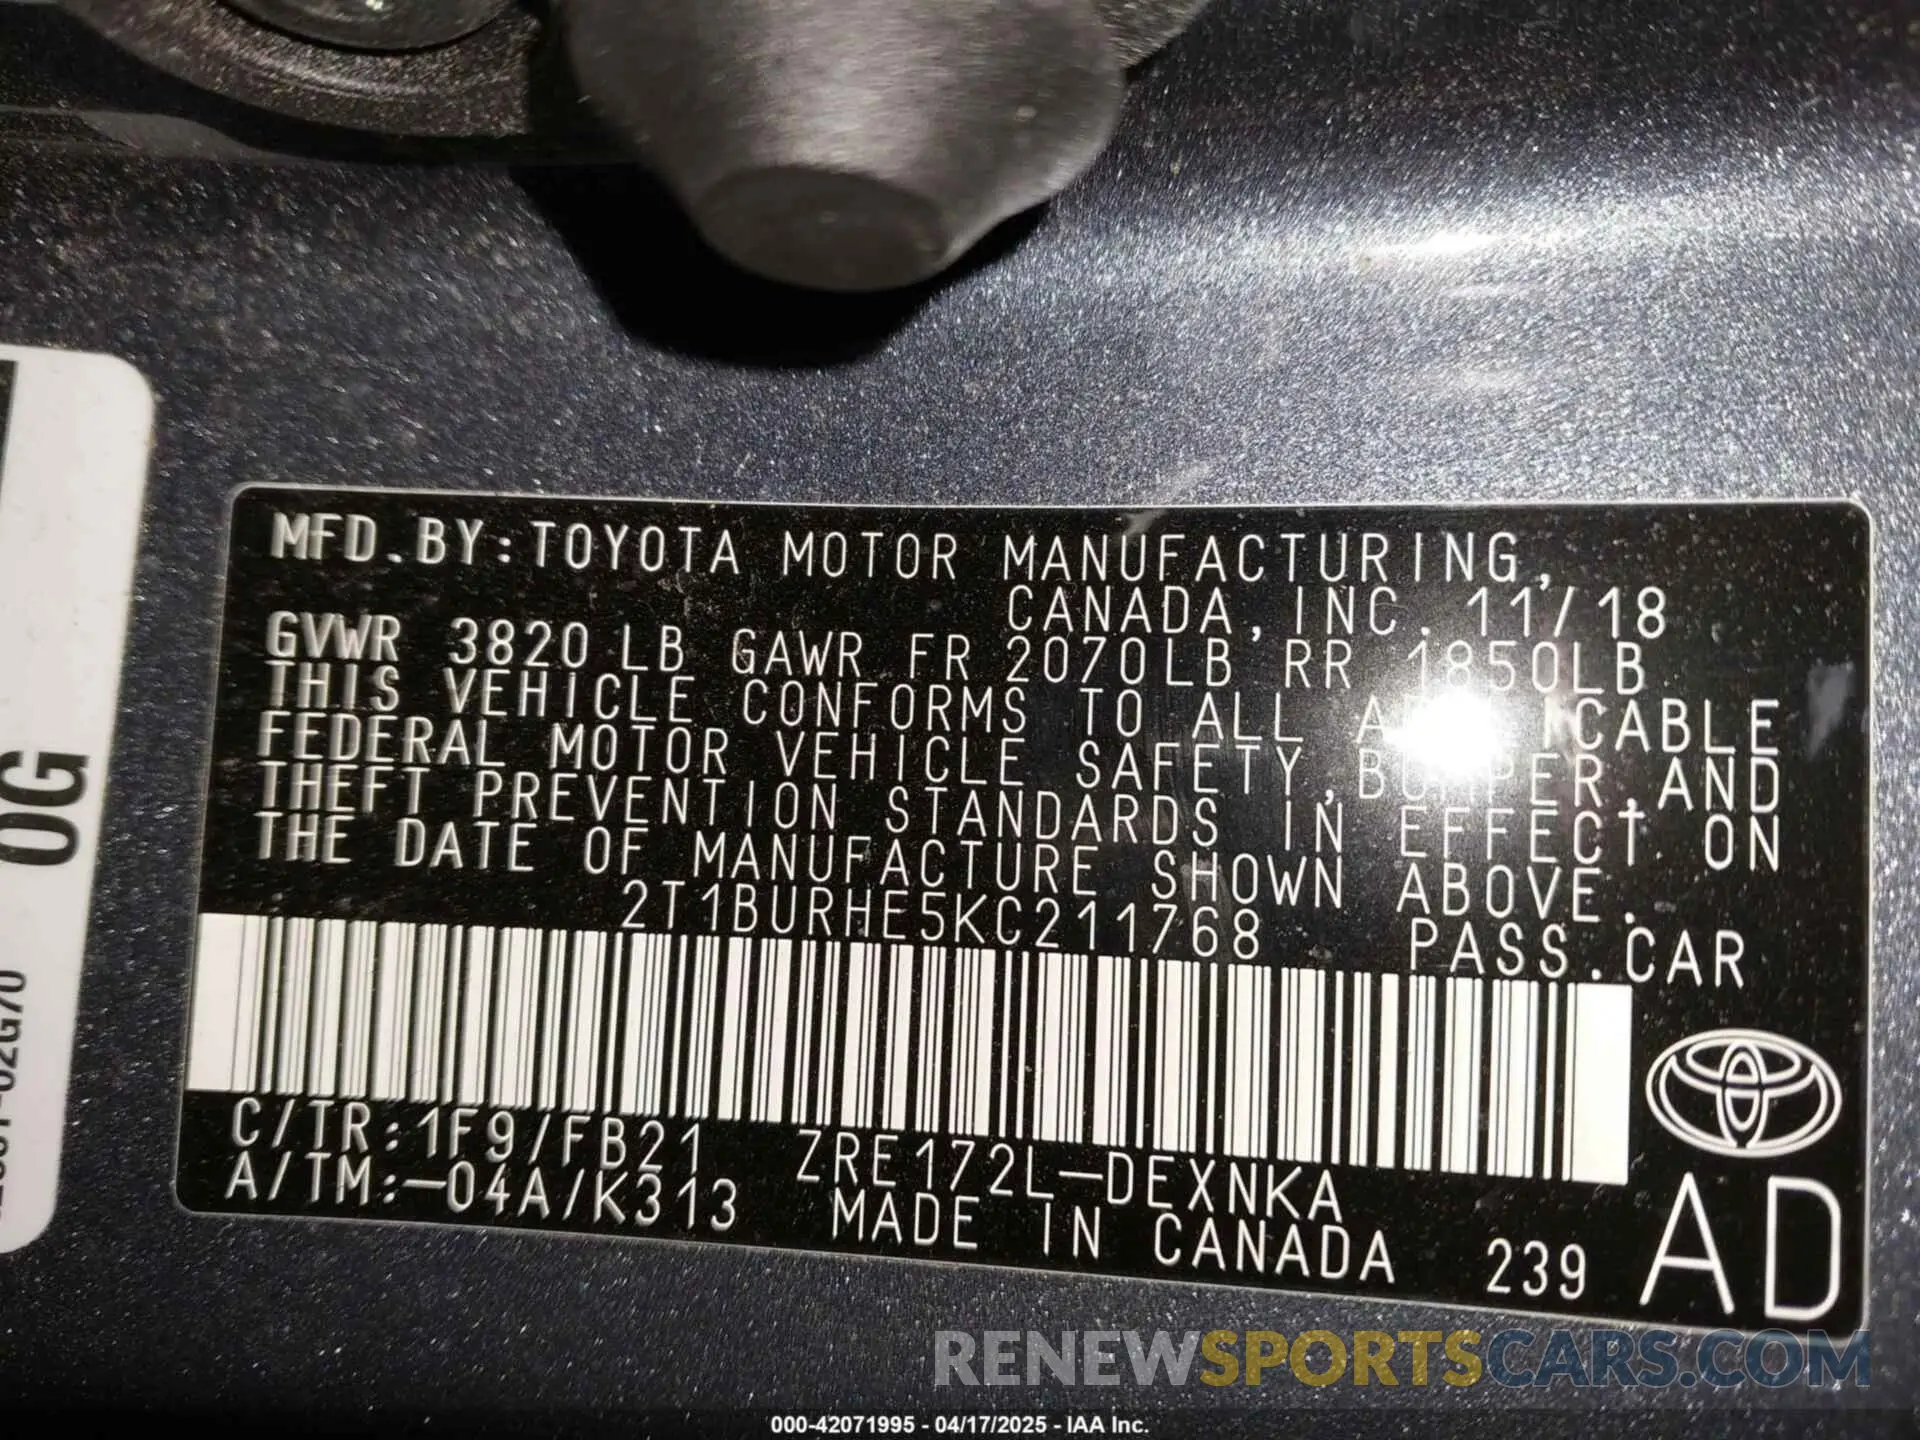 MFD.BY:TOYOTA MOTOR MANUFACTURING,
CANADA,INC. 11/18
GVWR 3820 LB GAWR FR 2070LB RR 1850LB
THIS VEHICLE CONFORMS TO ALL APPLICABLE
FEDERAL MOTOR VEHICLE SAFETY,BUMPER,AND
THEFT PREVENTION STANDARDS IN EFFECT ON
THE DATE OF MANUFACTURE SHOWN ABOVE.
2T1BURHE5KC211768 PASS.CAR
C/TR:1F9/FB21 ZRE172L-DEXNKA
A/TM:-04A/K313 MADE IN CANADA 239 AD
0G
RENEWSPORTSCARS.COM
000-42071995 - 04/17/2025 - IAA Inc.